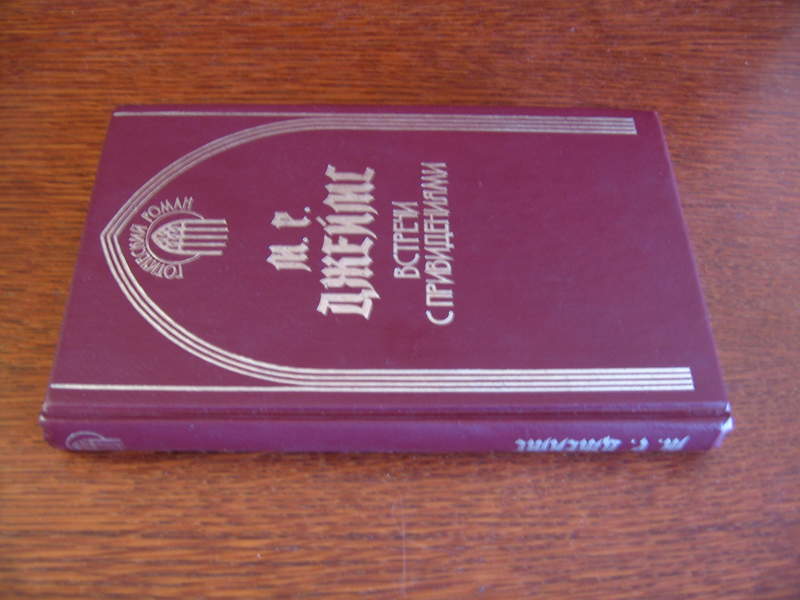 ГОТИЧЕСКИЙ РОМАН
М. Р.
ДЖЕЙМС
ВСТРЕЧИ
С ПРИВИДЕНИЯМИ
М. Р. ДЖЕЙМС